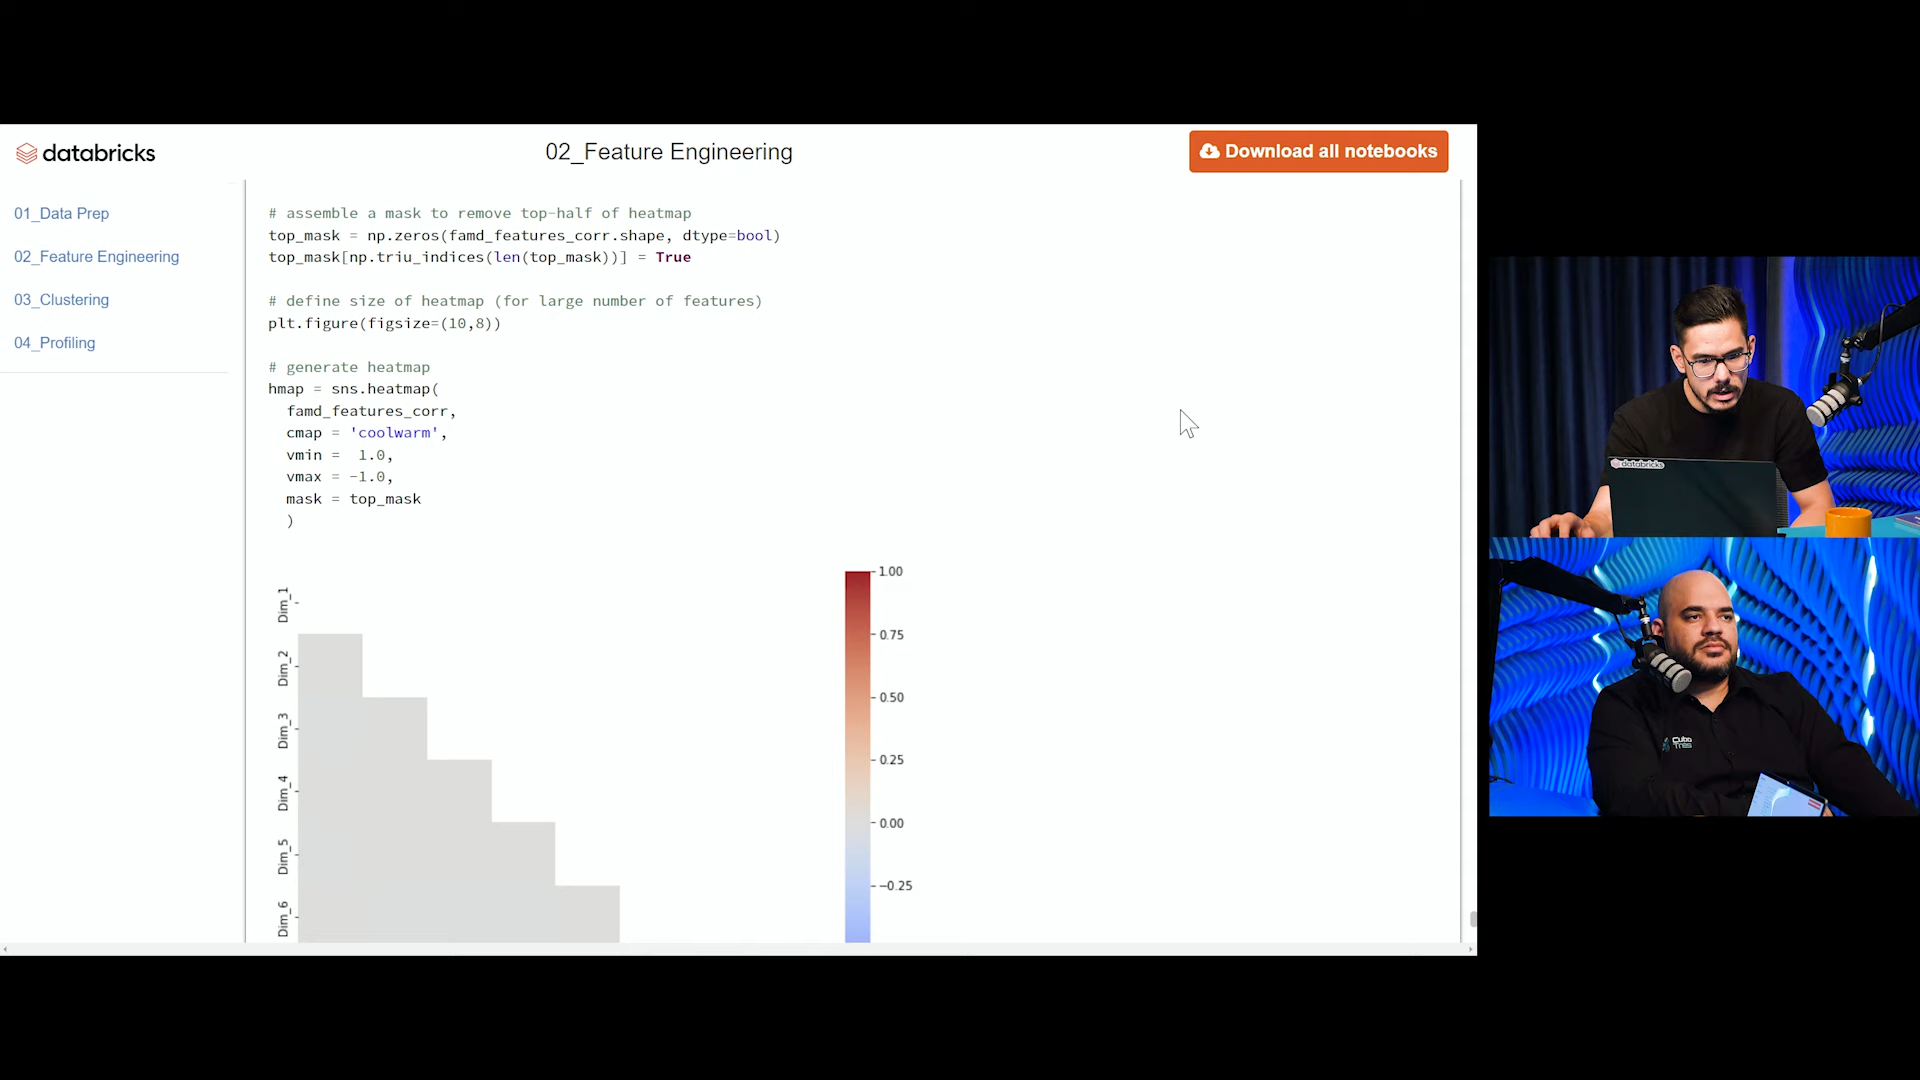 databricks
02_Feature Engineering
Download all notebooks
01_Data Prep
02_Feature Engineering
03_Clustering
04_Profiling
# assemble a mask to remove top-half of heatmap
top_mask = np.zeros(famd_features_corr.shape, dtype=bool)
top_mask[np.triu_indices(len(top_mask))] = True
# define size of heatmap (for large number of features)
plt.figure(figsize=(10,8))
# generate heatmap
hmap = sns.heatmap(
famd_features_corr,
cmap = 'coolwarm',
vmin =  1.0,
vmax = -1.0,
mask = top_mask
)
Dim_1
Dim_2
Dim_3
Dim_4
Dim_5
Dim_6
1.00
0.75
0.50
0.25
0.00
-0.25
databricks
Cubo
Três